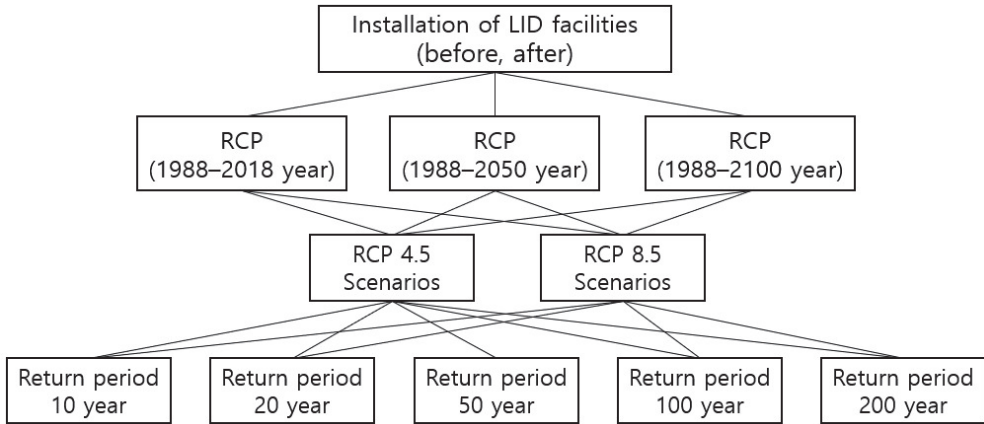 Installation of LID facilities
(before, after)
RCP
(1988–2018 year)
RCP
(1988–2050 year)
RCP
(1988–2100 year)
RCP 4.5
Scenarios
RCP 8.5
Scenarios
Return period
10 year
Return period
20 year
Return period
50 year
Return period
100 year
Return period
200 year